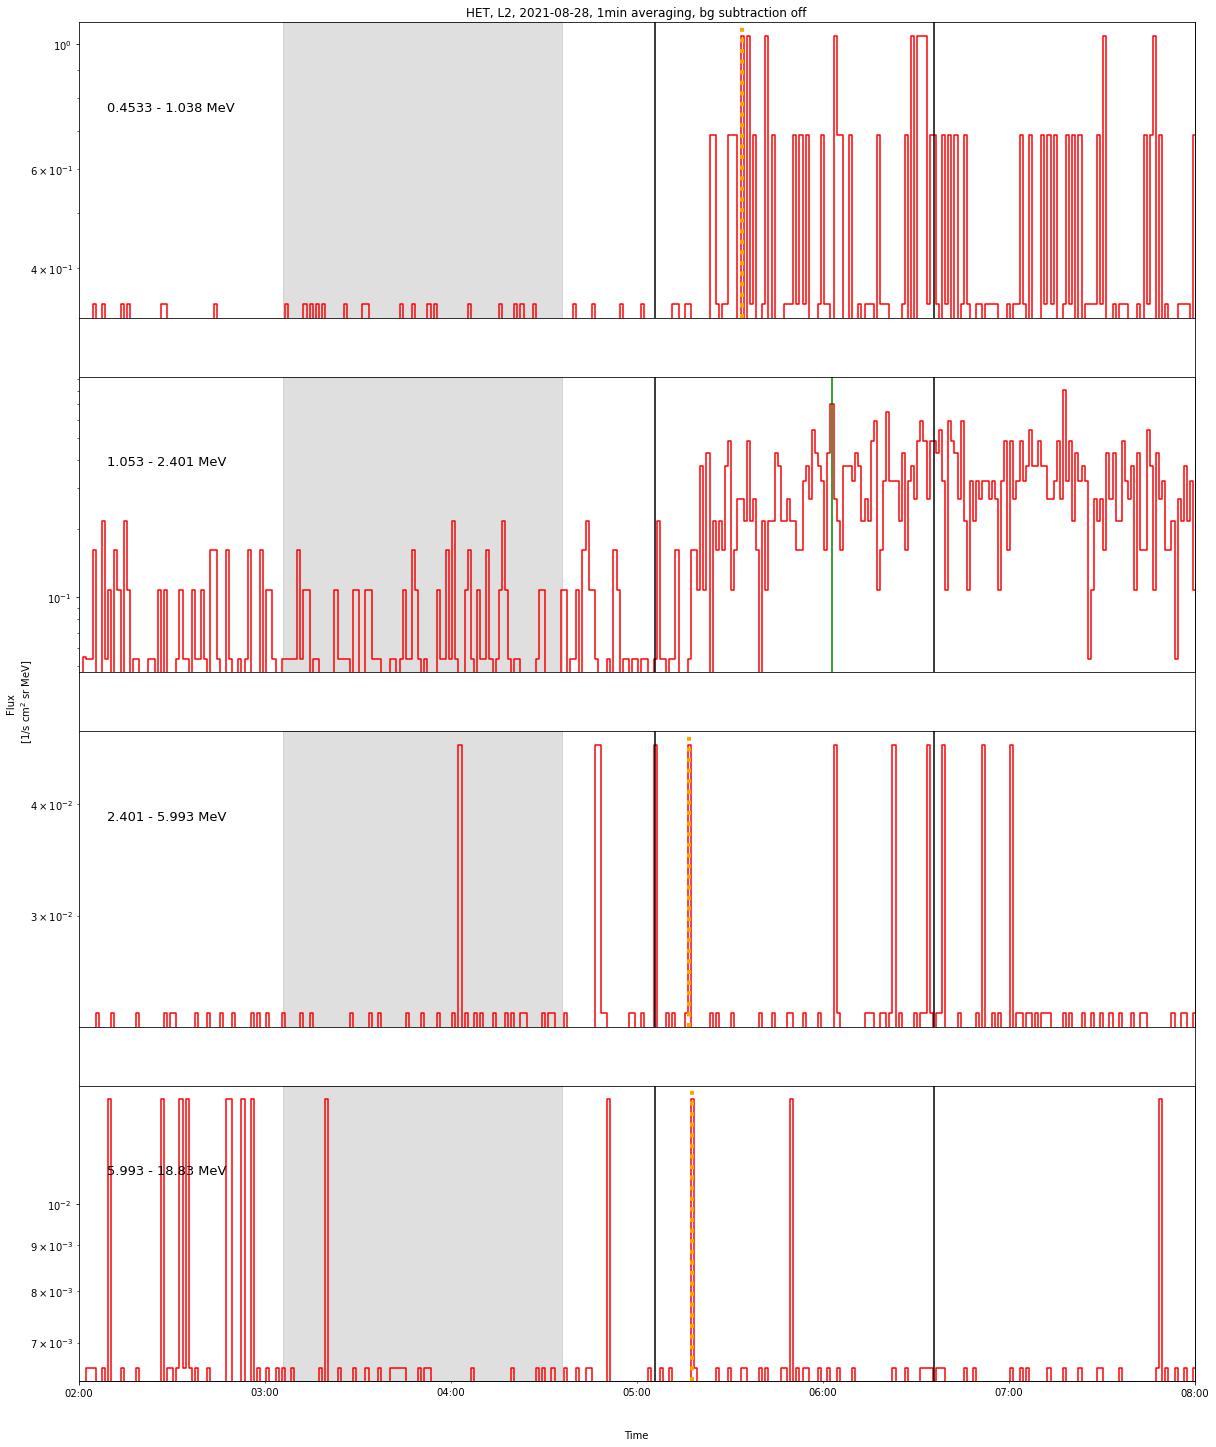 HET, L2, 2021-08-28, 1min averaging, bg subtraction off
10⁰
6 × 10⁻¹
4 × 10⁻¹
0.4533 - 1.038 MeV
10⁻¹
1.053 - 2.401 MeV
Flux
[1/s cm² sr MeV]
4 × 10⁻²
3 × 10⁻²
2.401 - 5.993 MeV
10⁻²
9 × 10⁻³
8 × 10⁻³
7 × 10⁻³
5.993 - 18.83 MeV
02:00 03:00 04:00 05:00 06:00 07:00 08:00
Time